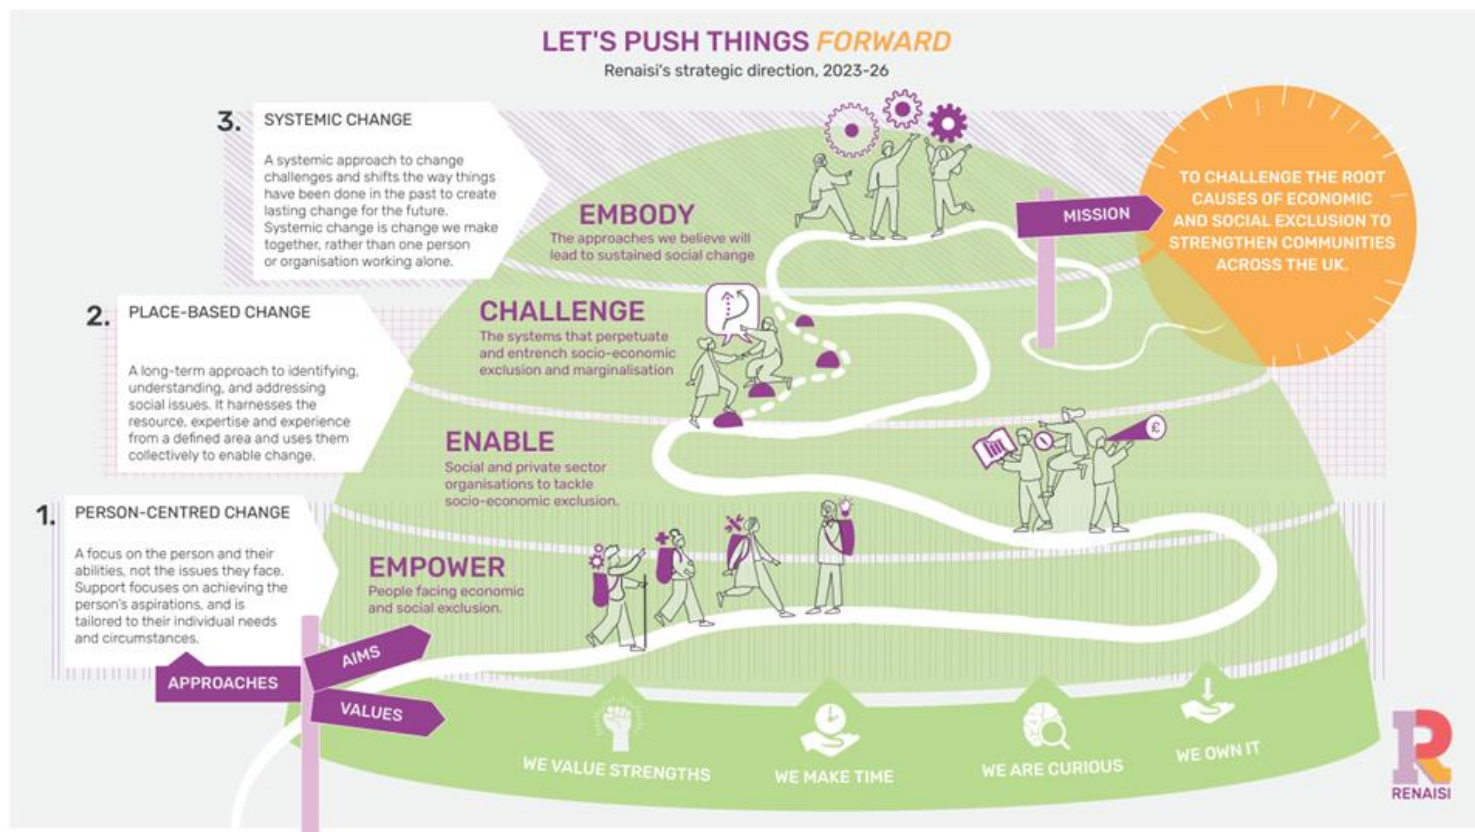 LET'S PUSH THINGS FORWARD
Renaisi's strategic direction, 2023-26
3.
SYSTEMIC CHANGE
A systemic approach to change
challenges and shifts the way things
have been done in the past to create
lasting change for the future.
Systemic change is change we make
together, rather than one person
or organisation working alone.
EMBODY
The approaches we believe will
lead to sustained social change
MISSION
TO CHALLENGE THE ROOT
CAUSES OF ECONOMIC
AND SOCIAL EXCLUSION TO
STRENGTHEN COMMUNITIES
ACROSS THE UK.
2.
PLACE-BASED CHANGE
A long-term approach to identifying,
understanding, and addressing
social issues. It harnesses the
resource, expertise and experience
from a defined area and uses them
collectively to enable change.
CHALLENGE
The systems that perpetuate
and entrench socio-economic
exclusion and marginalisation
ENABLE
Social and private sector
organisations to tackle
socio-economic exclusion.
£
1.
PERSON-CENTRED CHANGE
A focus on the person and their
abilities, not the issues they face.
Support focuses on achieving the
person's aspirations, and is
tailored to their individual needs
and circumstances.
EMPOWER
People facing economic
and social exclusion.
AIMS
APPROACHES
VALUES
WE VALUE STRENGTHS
WE MAKE TIME
WE ARE CURIOUS
WE OWN IT
R
RENAISI